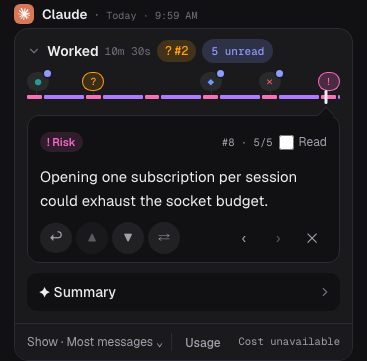 Claude · Today · 9:59 AM
Worked 10m 30s ? #2 5 unread
? ◆ × !
! Risk #8 · 5/5 Read
Opening one subscription per session
could exhaust the socket budget.
Summary
Show · Most messages Usage Cost unavailable